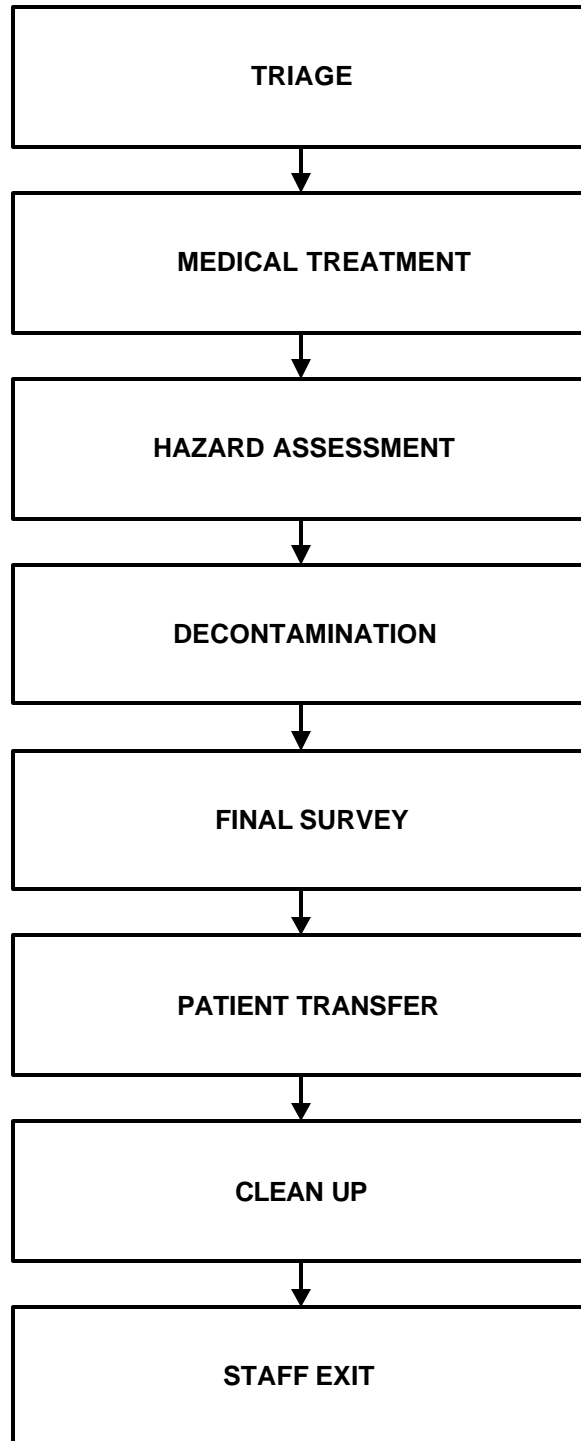 TRIAGE
MEDICAL TREATMENT
HAZARD ASSESSMENT
DECONTAMINATION
FINAL SURVEY
PATIENT TRANSFER
CLEAN UP
STAFF EXIT